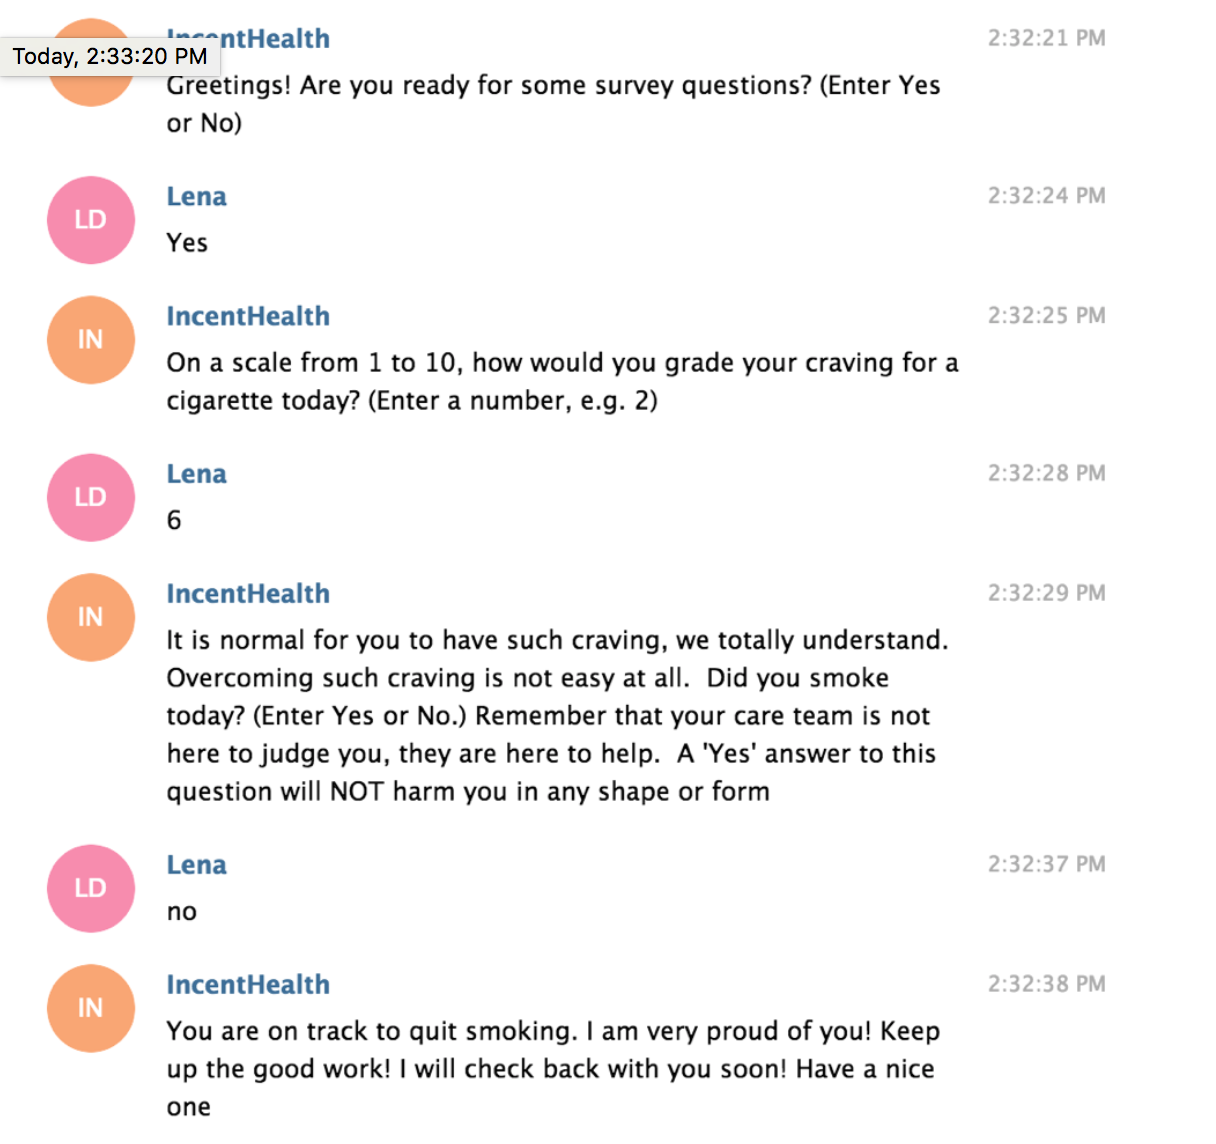 IncentHealth 2:32:21 PM
Today, 2:33:20 PM
Greetings! Are you ready for some survey questions? (Enter Yes
or No)
Lena 2:32:24 PM
LD
Yes
IncentHealth 2:32:25 PM
IN
On a scale from 1 to 10, how would you grade your craving for a
cigarette today? (Enter a number, e.g. 2)
Lena 2:32:28 PM
LD
6
IncentHealth 2:32:29 PM
IN
It is normal for you to have such craving, we totally understand.
Overcoming such craving is not easy at all.  Did you smoke
today? (Enter Yes or No.) Remember that your care team is not
here to judge you, they are here to help.  A 'Yes' answer to this
question will NOT harm you in any shape or form
Lena 2:32:37 PM
LD
no
IncentHealth 2:32:38 PM
IN
You are on track to quit smoking. I am very proud of you! Keep
up the good work! I will check back with you soon! Have a nice
one